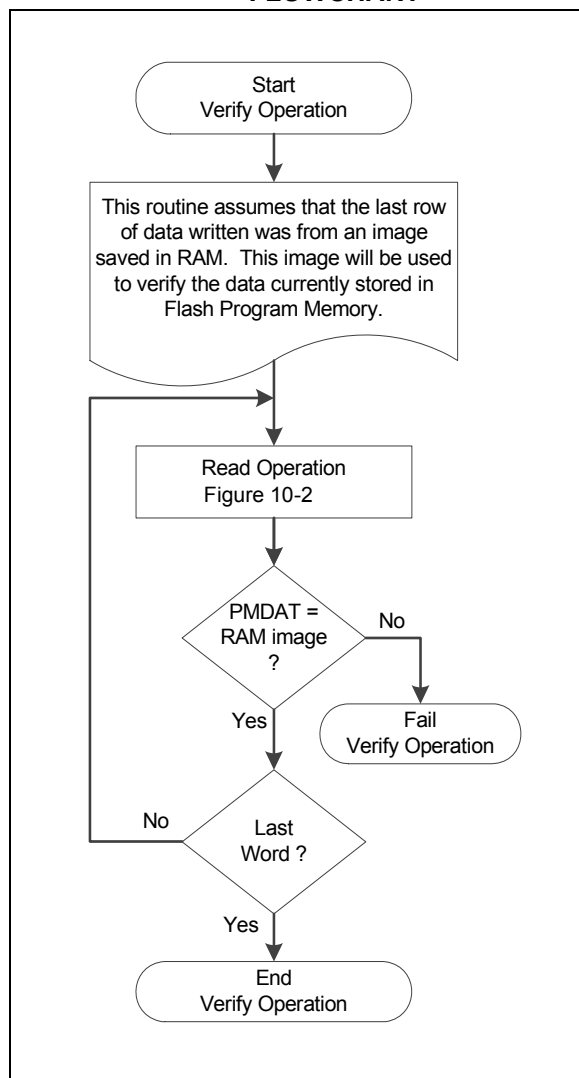 FLOWCHART
Start
Verify Operation
This routine assumes that the last row
of data written was from an image
saved in RAM. This image will be used
to verify the data currently stored in
Flash Program Memory.
Read Operation
Figure 10-2
PMDAT =
RAM image
?
No
Yes
Fail
Verify Operation
No
Last
Word ?
Yes
End
Verify Operation